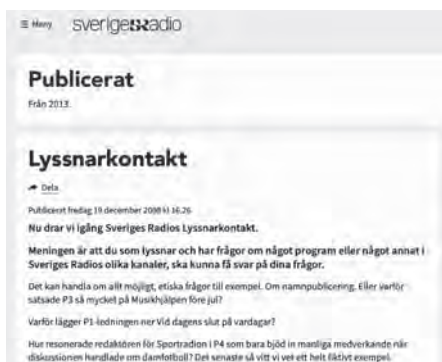 ≡ Meny sverigesradio
Publicerat
Från 2013.
Lyssnarkontakt
Dela
Publicerat fredag 19 december 2008 kl 16.26
Nu drar vi igång Sveriges Radios Lyssnarkontakt.
Meningen är att du som lyssnar och har frågor om något program eller något annat i
Sveriges Radios olika kanaler, ska kunna få svar på dina frågor.
Det kan handla om allt möjligt, etiska frågor till exempel. Om namnpublicering. Eller varför
satsade P3 så mycket på Musikhjälpen före jul?
Varför lägger P1-ledningen ner Vid dagens slut på vardagar?
Hur resonerade redaktören för Sportradion i P4 som bara bjöd in manliga medverkande när
diskussionen handlade om damfotboll? Det senaste så vitt vi vet ett helt fiktivt exempel.